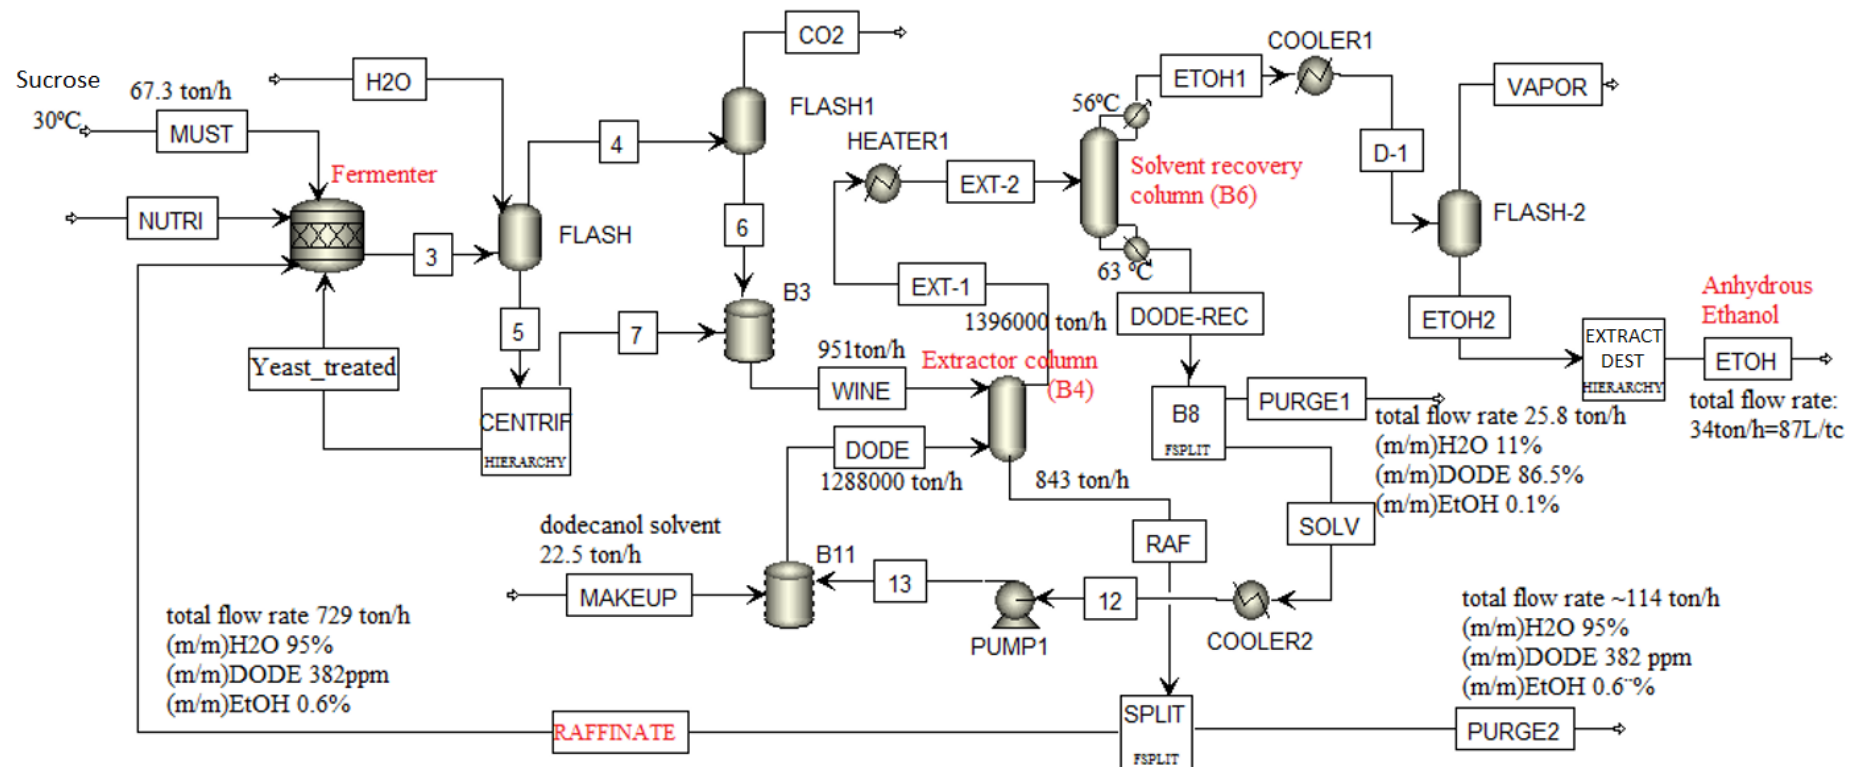 Sucrose
67.3 ton/h
30ºC
MUST
H2O
NUTRI
Fermenter
3
FLASH
4
CO2
FLASH1
6
5
7
B3
Yeast_treated
CENTRIF
HIERARCHY
951ton/h
WINE
DODE
1288000 ton/h
Extractor column
(B4)
HEATER1
EXT-2
EXT-1
1396000 ton/h
56ºC
63 ºC
Solvent recovery
column (B6)
ETOH1
COOLER1
D-1
VAPOR
FLASH-2
ETOH2
EXTRACT
DEST
HIERARCHY
Anhydrous
Ethanol
ETOH
total flow rate:
34ton/h=87L/tc
DODE-REC
B8
FSPLIT
PURGE1
total flow rate 25.8 ton/h
(m/m)H2O 11%
(m/m)DODE 86.5%
(m/m)EtOH 0.1%
SOLV
843 ton/h
RAF
dodecanol solvent
22.5 ton/h
MAKEUP
B11
13
PUMP1
12
COOLER2
total flow rate 729 ton/h
(m/m)H2O 95%
(m/m)DODE 382ppm
(m/m)EtOH 0.6%
RAFFINATE
SPLIT
FSPLIT
total flow rate ~114 ton/h
(m/m)H2O 95%
(m/m)DODE 382 ppm
(m/m)EtOH 0.6¨%
PURGE2